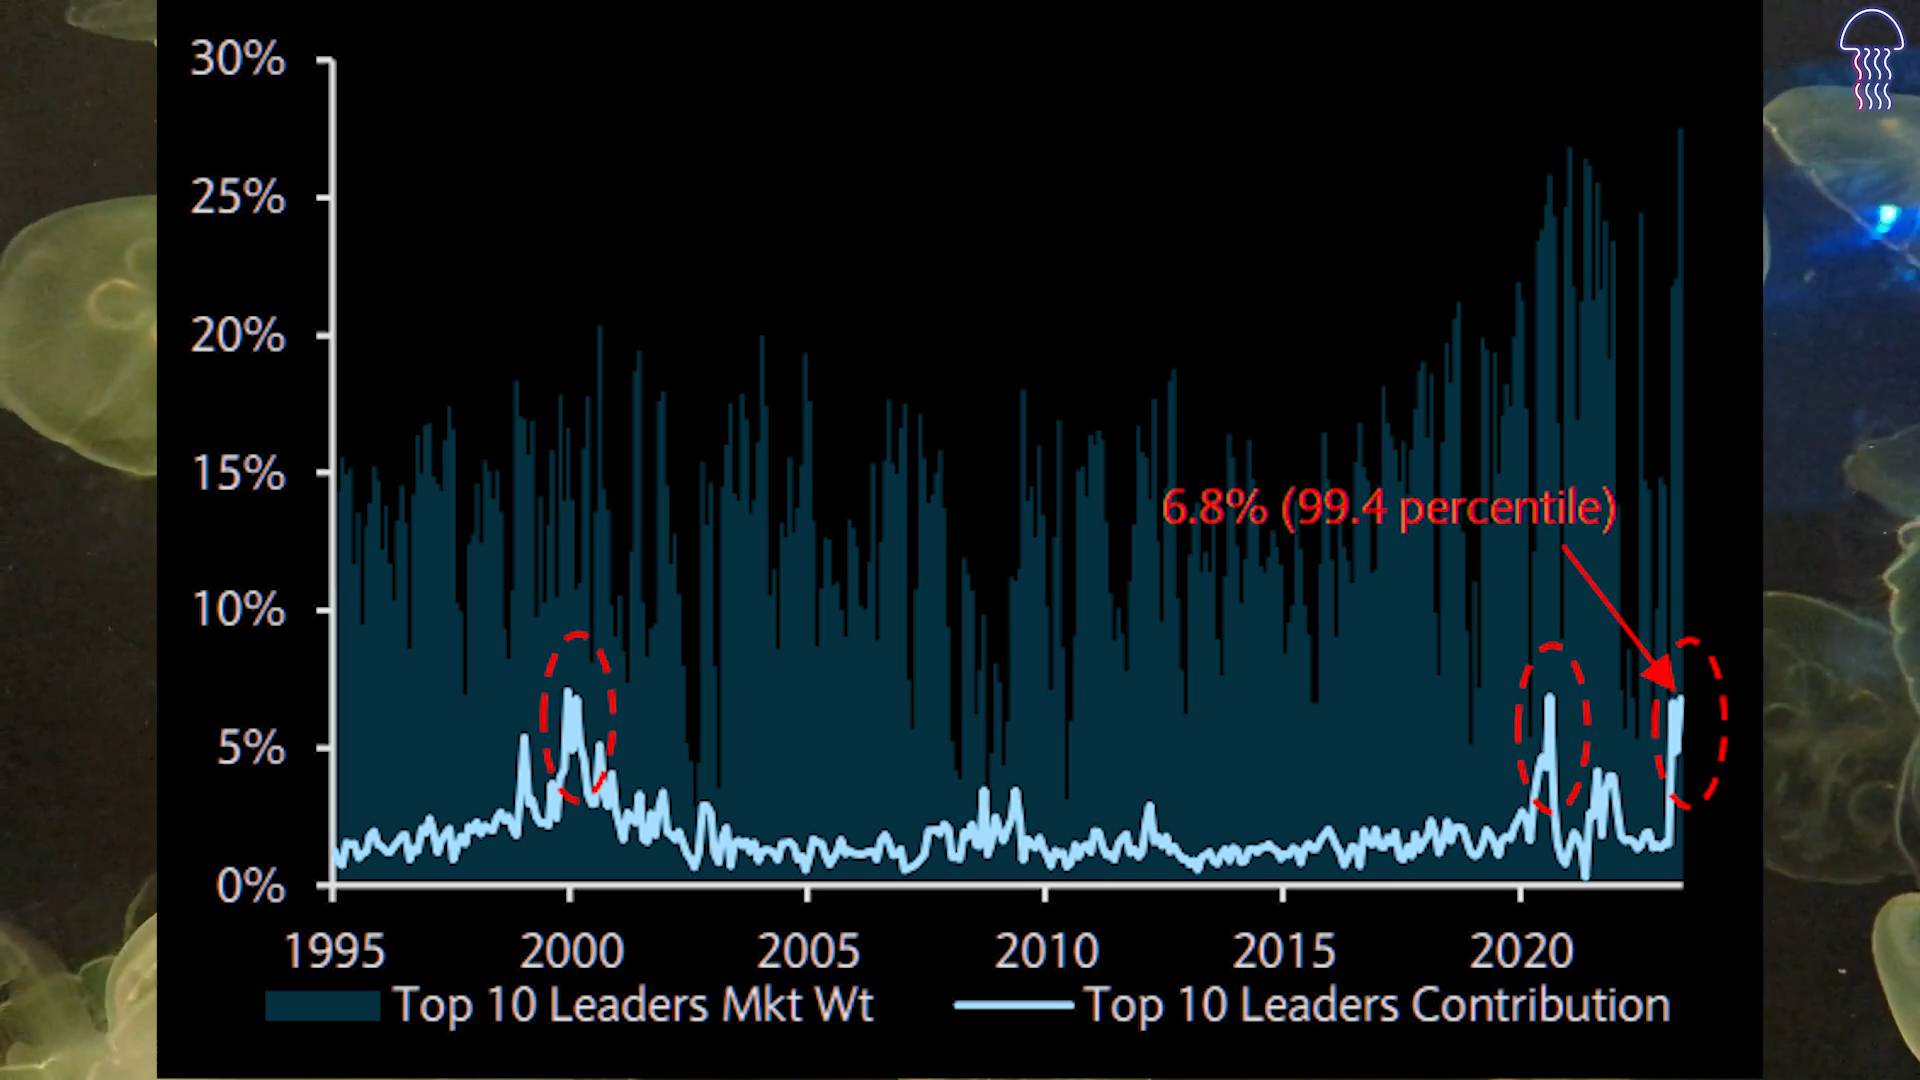 30%
25%
20%
15%
6.8% (99.4 percentile)
10%
5%
0%
1995 2000 2005 2010 2015 2020
Top 10 Leaders Mkt Wt Top 10 Leaders Contribution